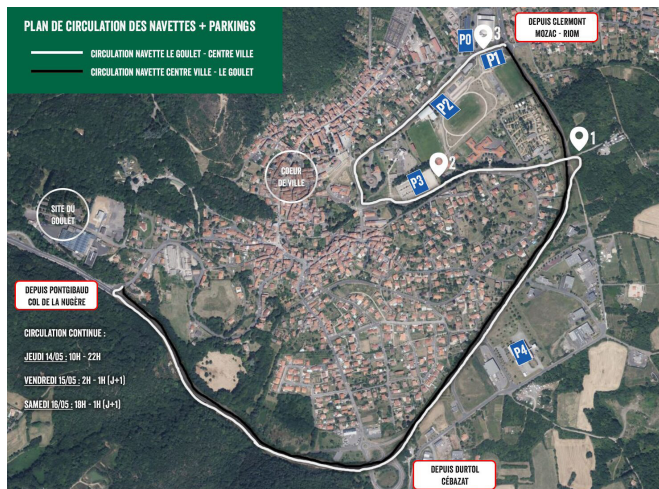 PLAN DE CIRCULATION DES NAVETTES + PARKINGS
CIRCULATION NAVETTE LE GOULET - CENTRE VILLE
CIRCULATION NAVETTE CENTRE VILLE - LE GOULET
DEPUIS CLERMONT
MOZAC - RIOM
P0
3
P1
P2
1
2
P3
COEUR
DE VILLE
SITE DU
GOULET
DEPUIS PONTGIBAUD
COL DE LA NUGÈRE
CIRCULATION CONTINUE :
JEUDI 14/05 : 10H - 22H
VENDREDI 15/05 : 2H - 1H (J+1)
SAMEDI 16/05 : 18H - 1H (J+1)
P4
DEPUIS DURTOL
CÉBAZAT